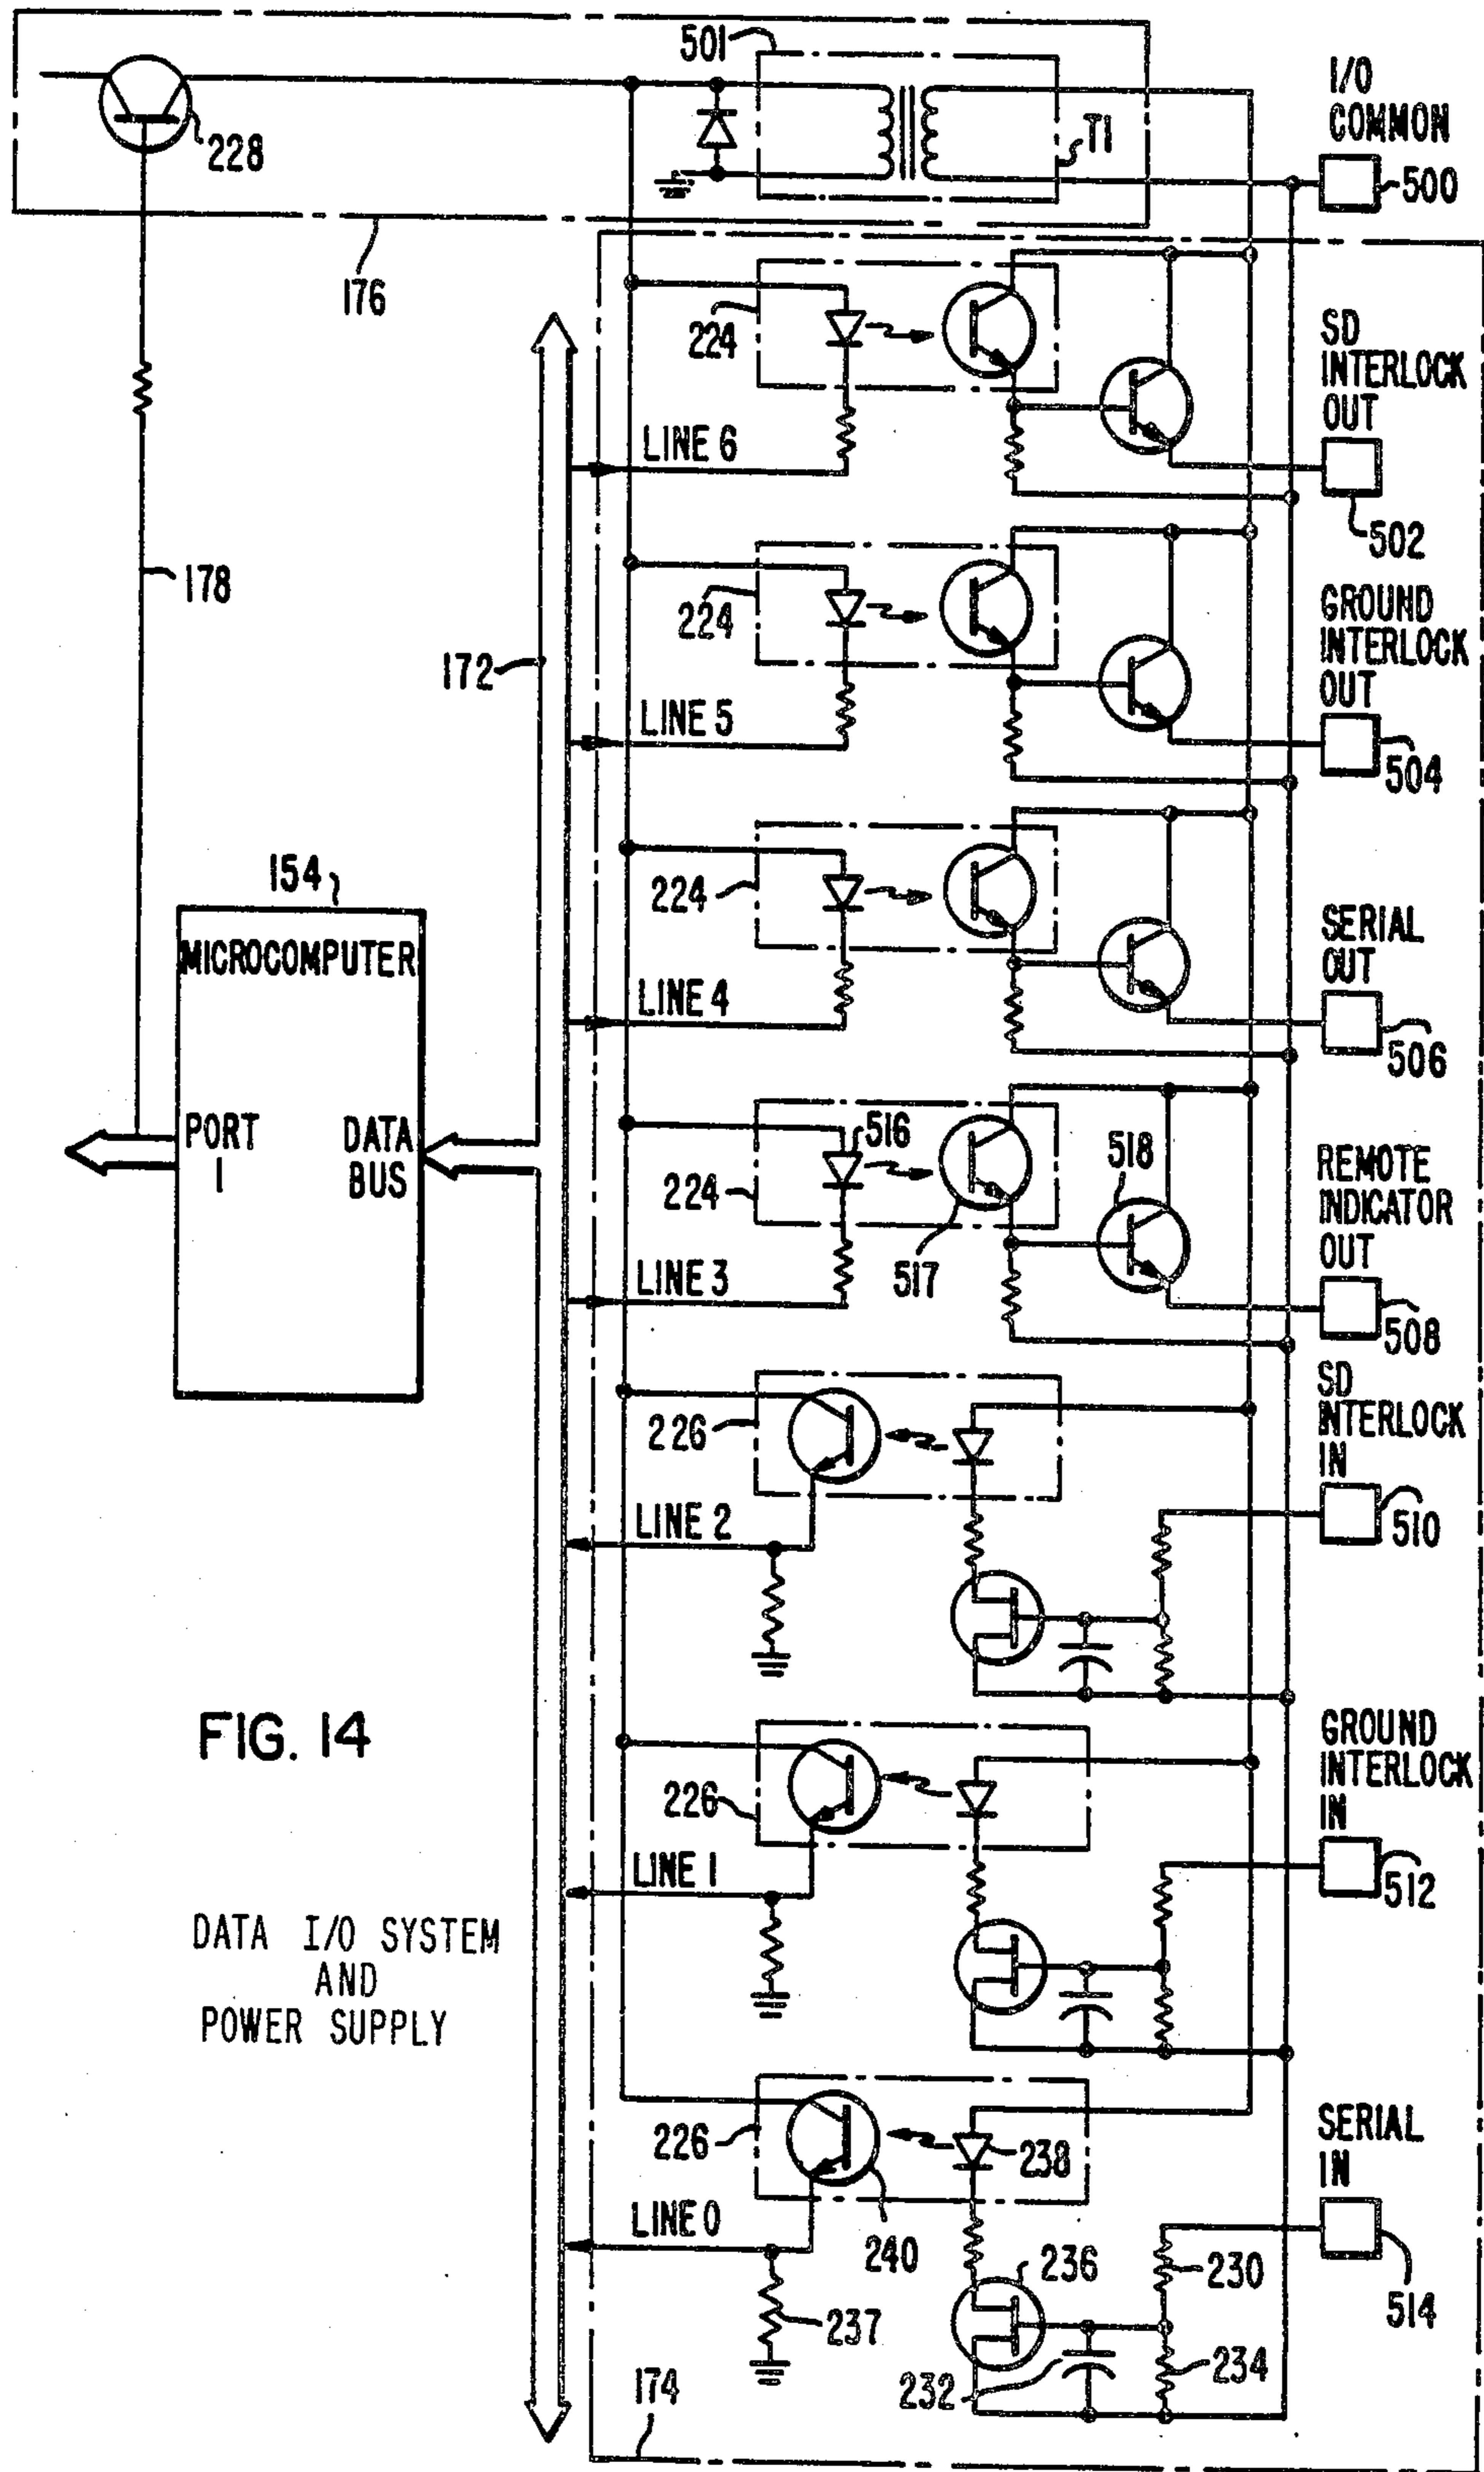 501
I/O
COMMON
T1
228
500
176
224
SD
INTERLOCK
OUT
LINE 6
502
178
224
GROUND
INTERLOCK
OUT
172
LINE 5
504
154
MICROCOMPUTER
224
SERIAL
OUT
LINE 4
506
PORT
1
DATA
BUS
516
224
517
518
REMOTE
INDICATOR
OUT
LINE 3
508
226
SD
INTERLOCK
IN
LINE 2
510
FIG. 14
226
GROUND
INTERLOCK
IN
LINE 1
512
DATA I/O SYSTEM
AND
POWER SUPPLY
226
238
SERIAL
IN
LINE 0
240
236
230
514
237
232
234
174